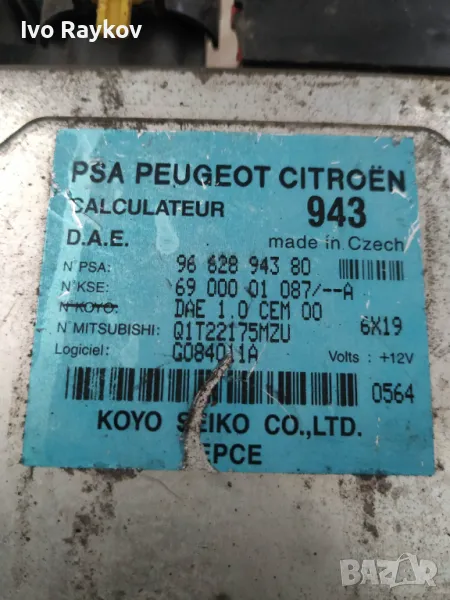 Ivo Raykov
PSA PEUGEOT CITROËN
CALCULATEUR 943
D.A.E. made in Czech
N°PSA: 96 628 943 80
N°KSE: 69 000 01 087/--A
N°KOYO: DAE 1.0 CEM 00
N°MITSUBISHI: Q1T22175MZU 6X19
Logiciel: G084011A Volts : +12V
0564
KOYO SEIKO CO.,LTD.
EPCE
BAZAR.BG